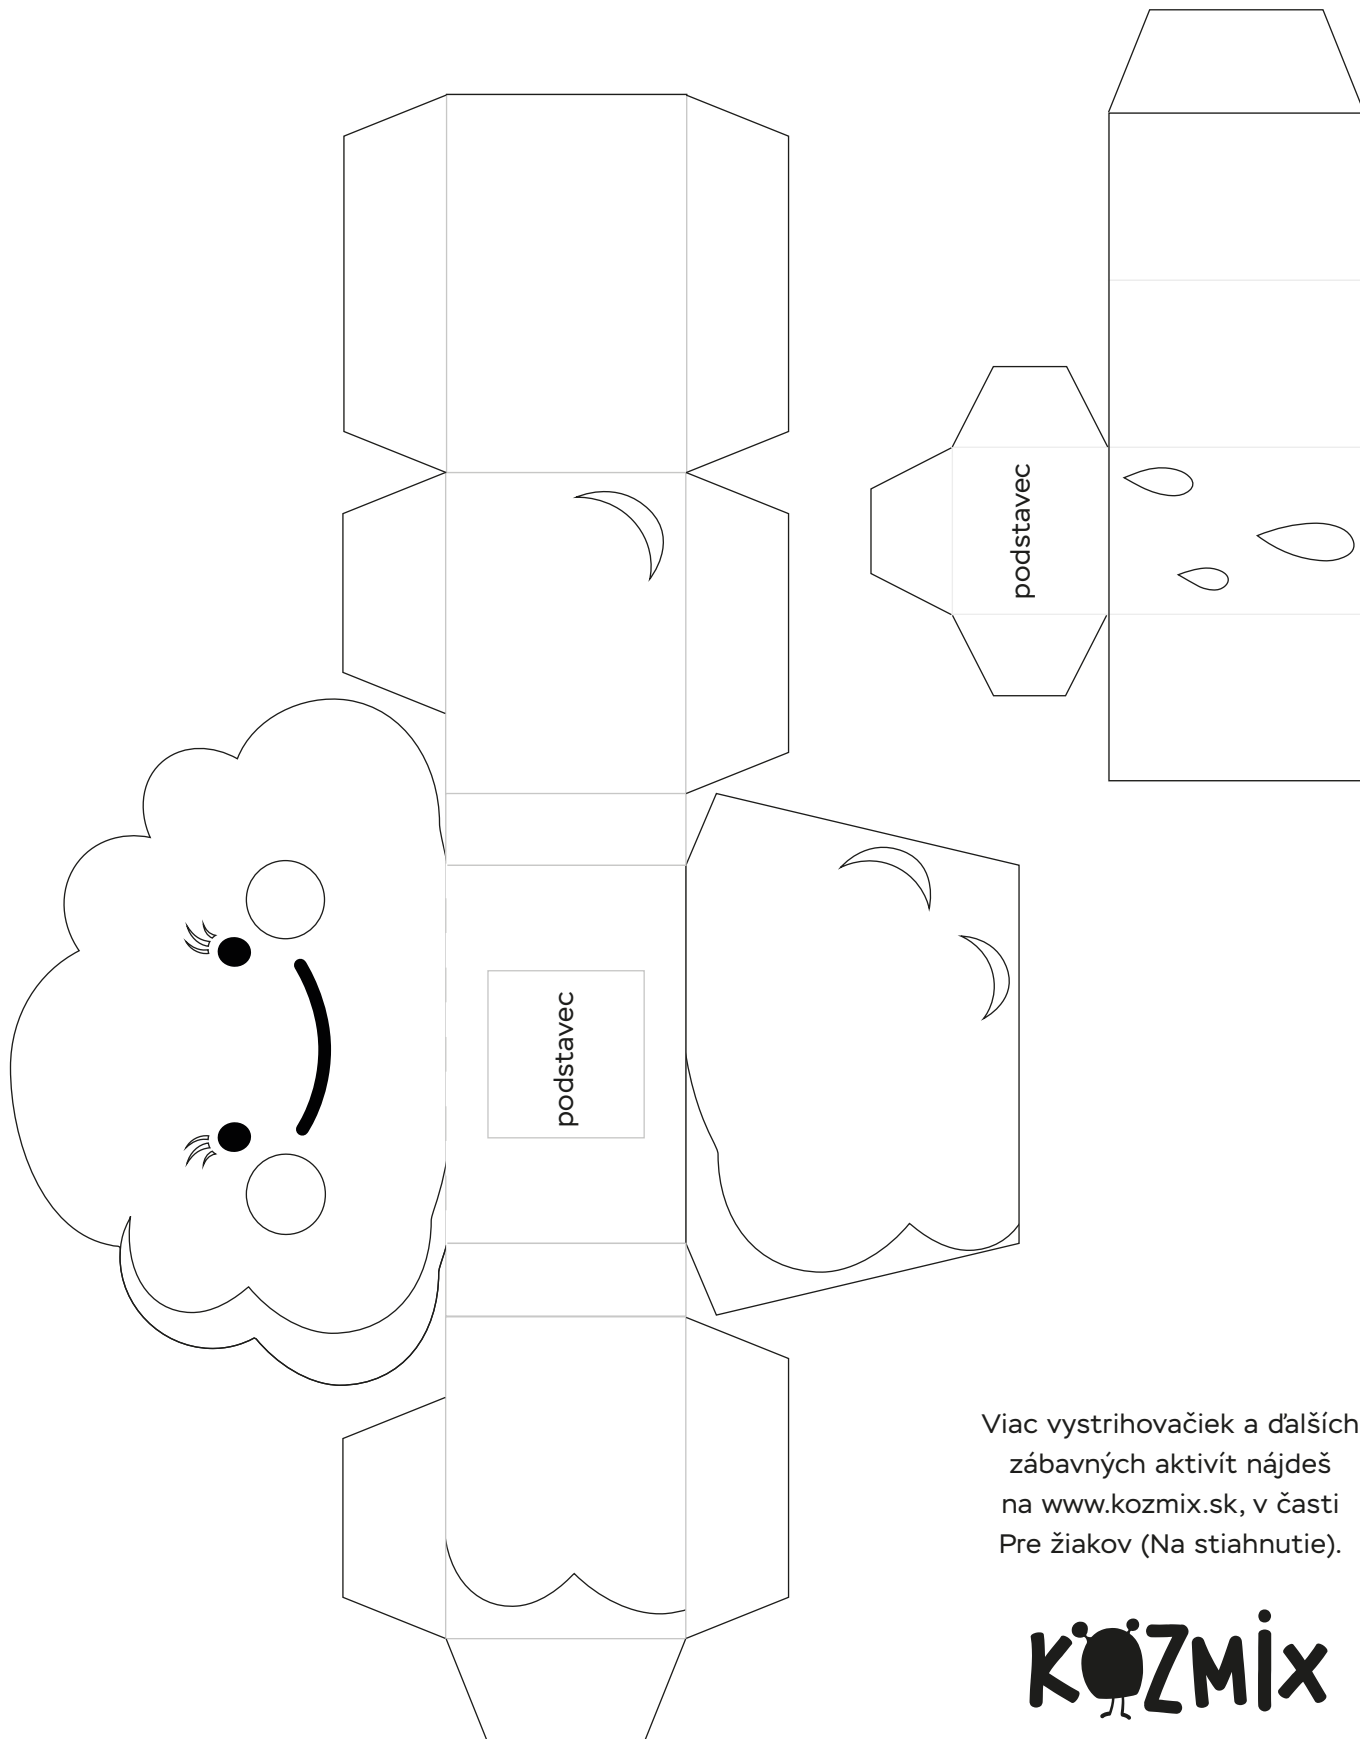 podstavec
podstavec
Viac vystrihovačiek a ďalších
zábavných aktivít nájdeš
na www.kozmix.sk, v časti
Pre žiakov (Na stiahnutie).
KOZMIX